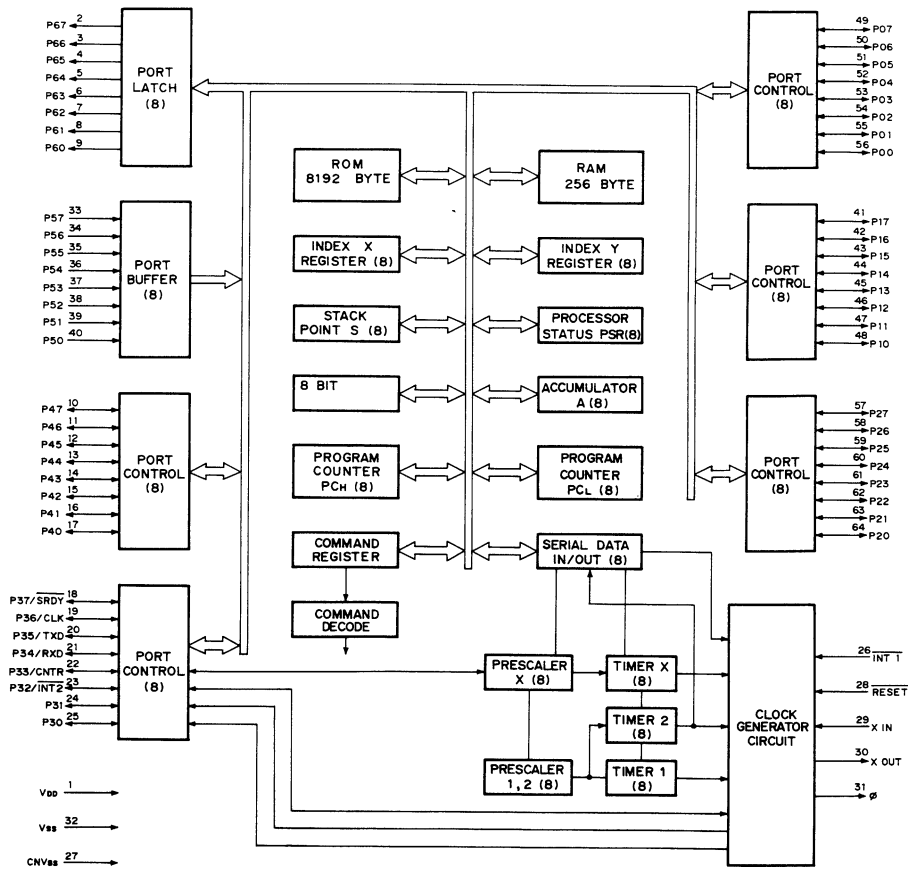 P67 2
P66 3
P65 4
P64 5
P63 6
P62 7
P61 8
P60 9
PORT
LATCH
(8)
P57 33
P56 34
P55 35
P54 36
P53 37
P52 38
P51 39
P50 40
PORT
BUFFER
(8)
P47 10
P46 11
P45 12
P44 13
P43 14
P42 15
P41 16
P40 17
PORT
CONTROL
(8)
P37/SRDY 18
P36/CLK 19
P35/TXD 20
P34/RXD 21
P33/CNTR 22
P32/INT2 23
P31 24
P30 25
PORT
CONTROL
(8)
VDD 1
VSS 32
CNVSS 27
ROM
8192 BYTE
RAM
256 BYTE
INDEX X
REGISTER (8)
INDEX Y
REGISTER (8)
STACK
POINT S (8)
PROCESSOR
STATUS PSR(8)
8 BIT
ACCUMULATOR
A (8)
PROGRAM
COUNTER
PCH (8)
PROGRAM
COUNTER
PCL (8)
COMMAND
REGISTER
SERIAL DATA
IN/OUT (8)
COMMAND
DECODE
PRESCALER
X (8)
TIMER X
(8)
TIMER 2
(8)
PRESCALER
1,2 (8)
TIMER 1
(8)
PORT
CONTROL
(8)
49 P07
50 P06
51 P05
52 P04
53 P03
54 P02
55 P01
56 P00
PORT
CONTROL
(8)
41 P17
42 P16
43 P15
44 P14
45 P13
46 P12
47 P11
48 P10
PORT
CONTROL
(8)
57 P27
58 P26
59 P25
60 P24
61 P23
62 P22
63 P21
64 P20
CLOCK
GENERATOR
CIRCUIT
26 INT 1
28 RESET
29 X IN
30 X OUT
31 Ø